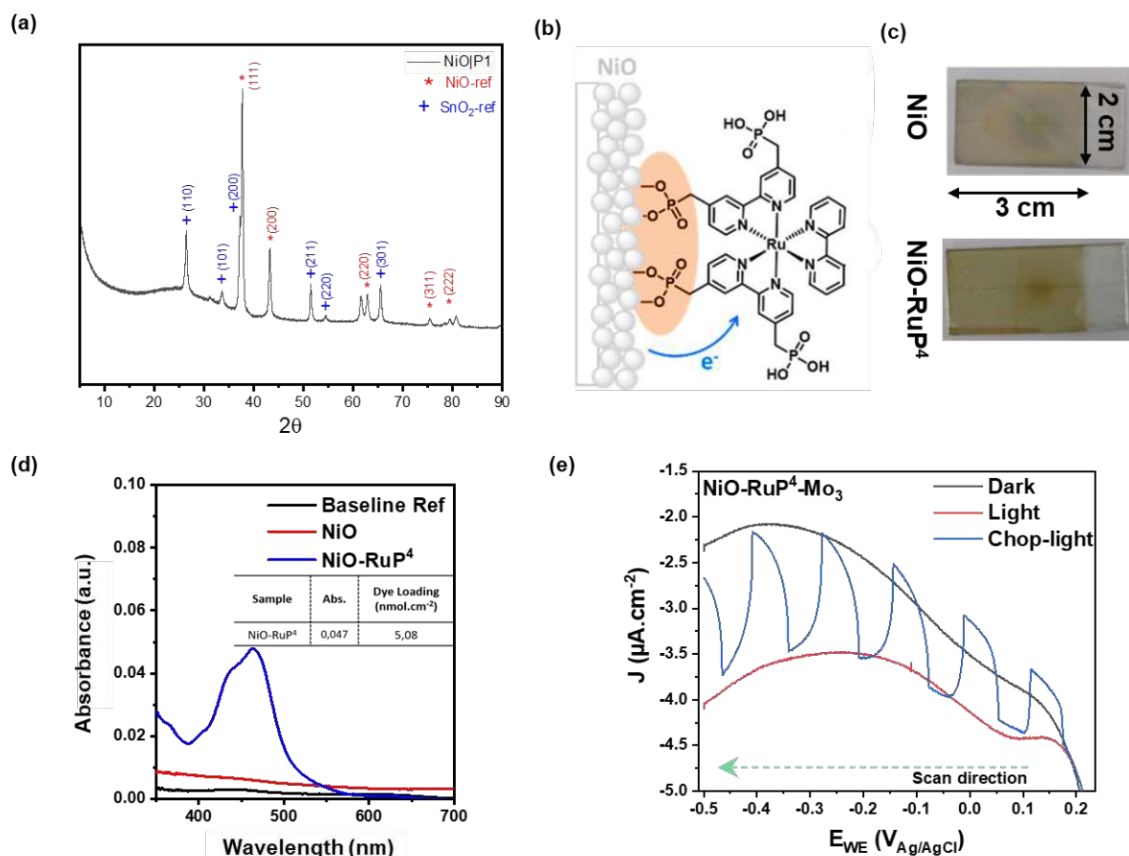 (a)
NiO|P1
* NiO-ref
+ SnO₂-ref
+ (110)
+ (101)
+ (200)
* (111)
* (200)
+ (211)
+ (220)
* (220)
+ (301)
* (311)
* (222)
10 20 30 40 50 60 70 80 90
2θ
(b)
NiO
OH
HO P
O
O
O P
O
N N
N Ru N
O
O P
O
N N
e⁻
O
P OH
HO
(c)
NiO
2 cm
3 cm
NiO-RuP⁴
(d)
0.10
0.08
0.06
0.04
0.02
0.00
Absorbance (a.u.)
Baseline Ref
NiO
NiO-RuP⁴
Sample Abs. Dye Loading
(nmol.cm⁻²)
NiO-RuP⁴ 0,047 5,08
400 500 600 700
Wavelength (nm)
(e)
-1.5
-2.0
-2.5
-3.0
-3.5
-4.0
-4.5
-5.0
J (µA.cm⁻²)
NiO-RuP⁴-Mo₃
Dark
Light
Chop-light
Scan direction
-0.5 -0.4 -0.3 -0.2 -0.1 0.0 0.1 0.2
E_WE (V_Ag/AgCl)